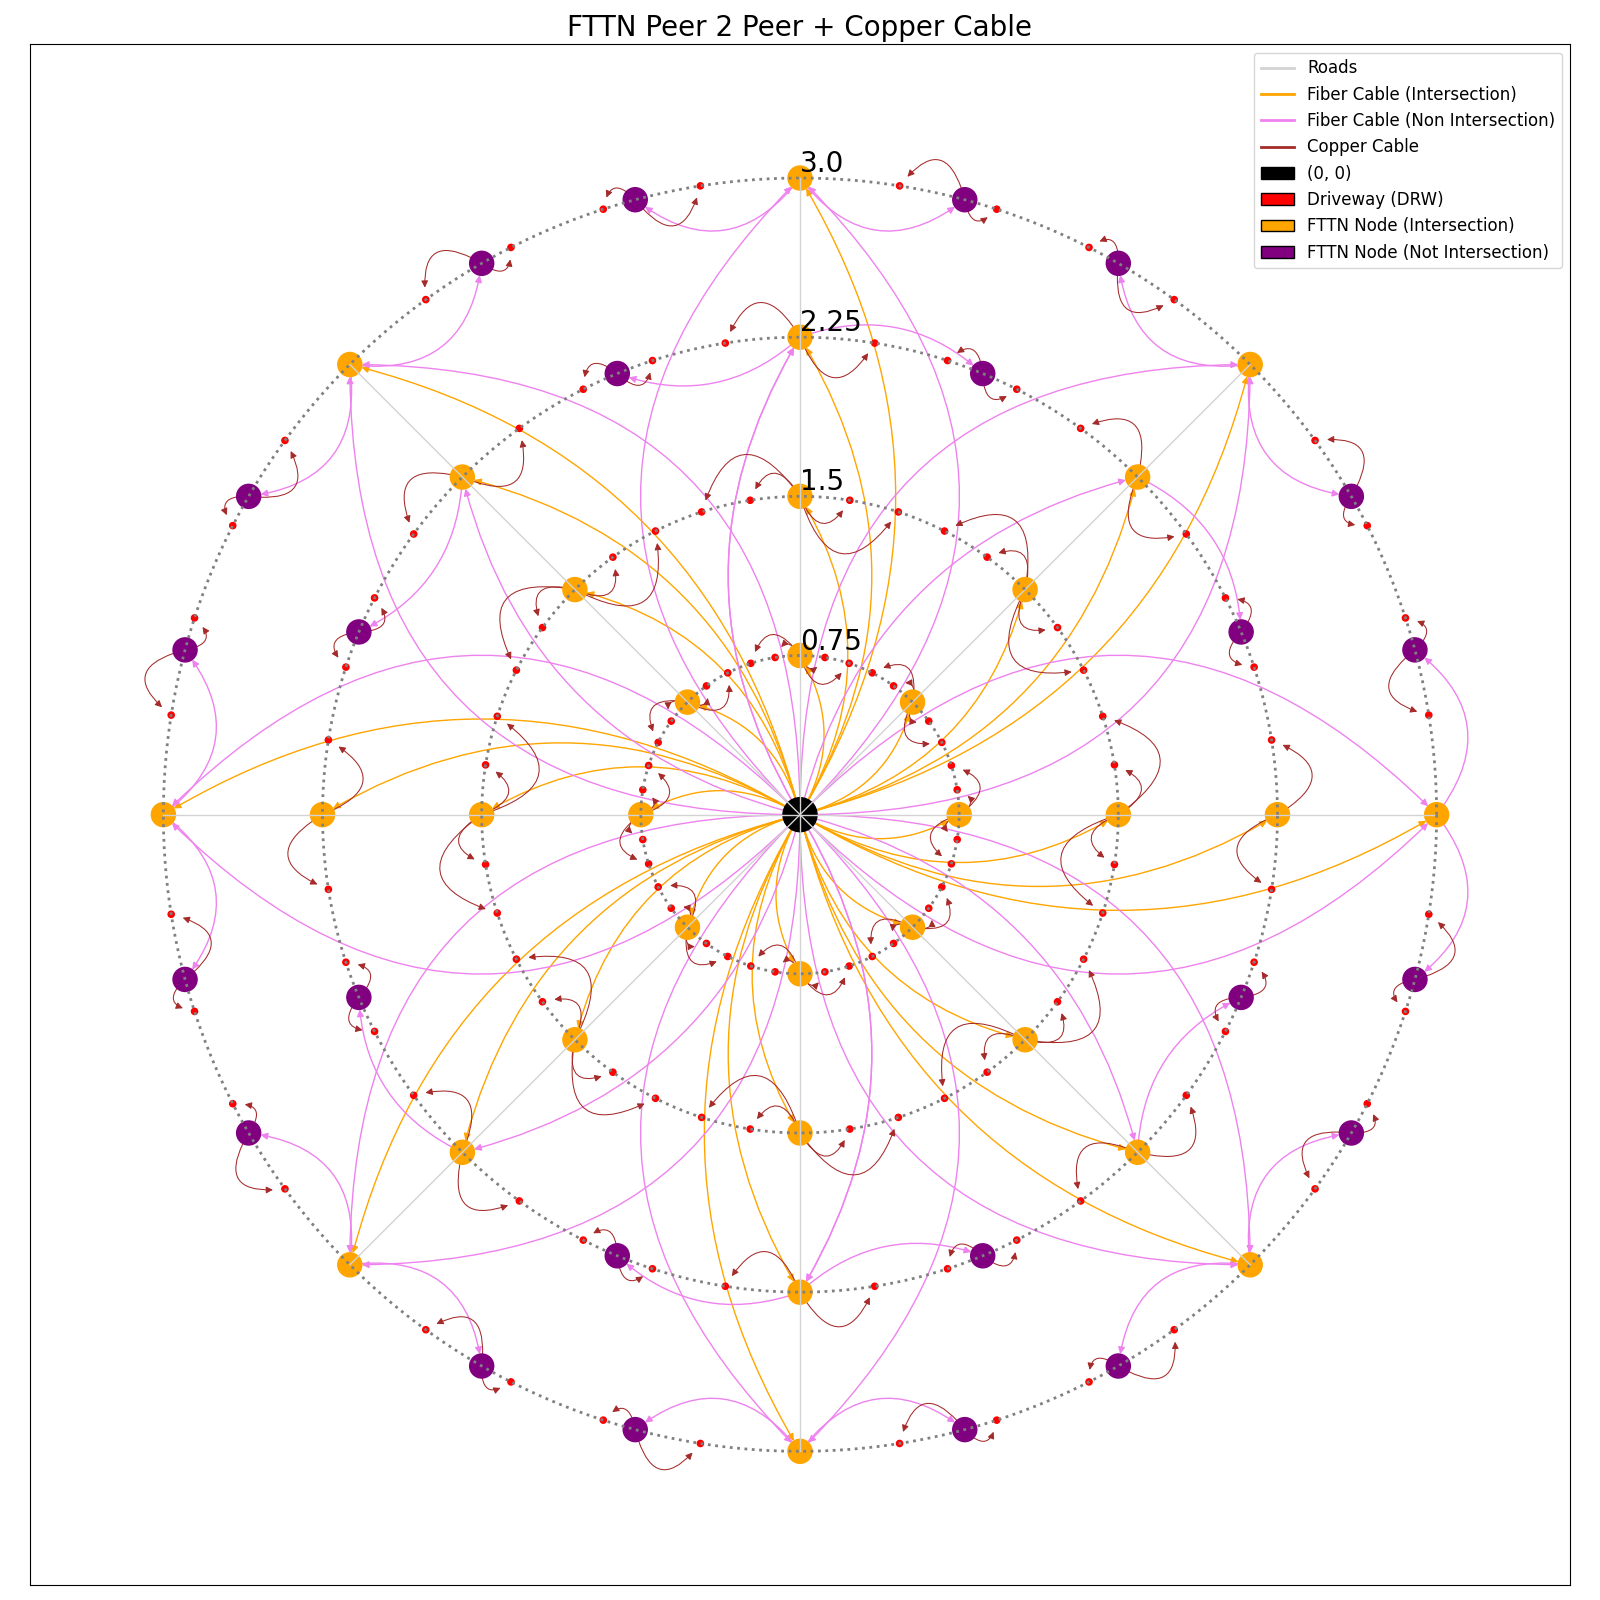 FTTN Peer 2 Peer + Copper Cable
Roads
Fiber Cable (Intersection)
Fiber Cable (Non Intersection)
Copper Cable
(0, 0)
Driveway (DRW)
FTTN Node (Intersection)
FTTN Node (Not Intersection)
3.0
2.25
1.5
0.75